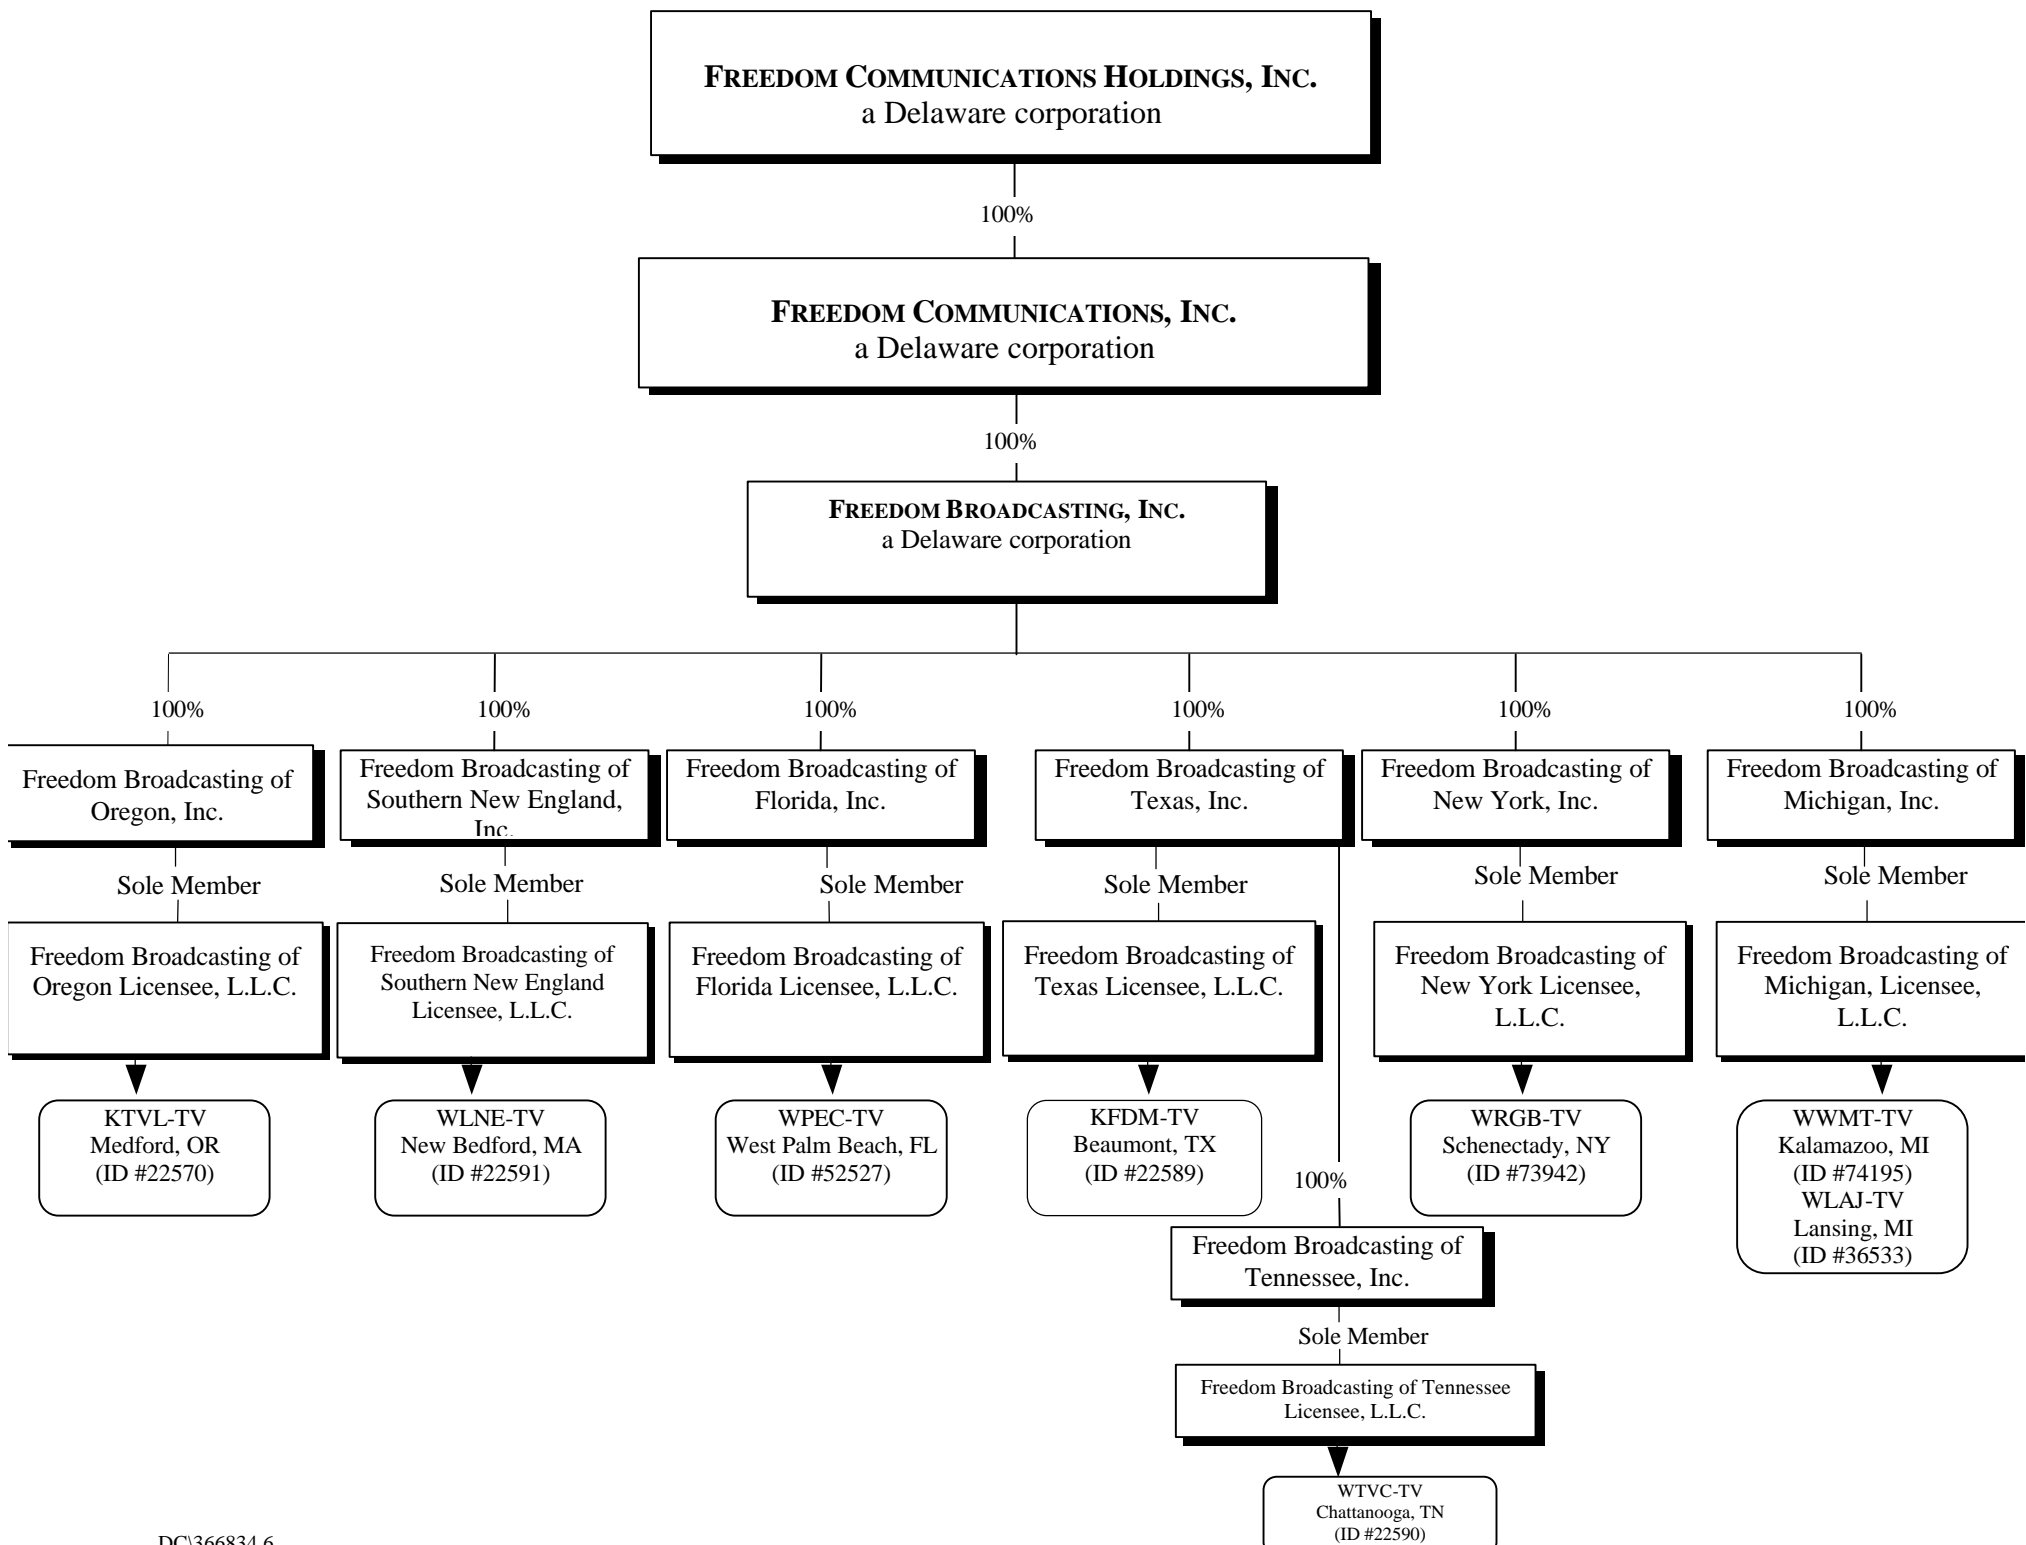 FREEDOM COMMUNICATIONS HOLDINGS, INC.
a Delaware corporation
100%
FREEDOM COMMUNICATIONS, INC.
a Delaware corporation
100%
FREEDOM BROADCASTING, INC.
a Delaware corporation
100%
100%
100%
100%
100%
100%
Freedom Broadcasting of
Oregon, Inc.
Freedom Broadcasting of
Southern New England,
Inc.
Freedom Broadcasting of
Florida, Inc.
Freedom Broadcasting of
Texas, Inc.
Freedom Broadcasting of
New York, Inc.
Freedom Broadcasting of
Michigan, Inc.
Sole Member
Sole Member
Sole Member
Sole Member
Sole Member
Sole Member
Freedom Broadcasting of
Oregon Licensee, L.L.C.
Freedom Broadcasting of
Southern New England
Licensee, L.L.C.
Freedom Broadcasting of
Florida Licensee, L.L.C.
Freedom Broadcasting of
Texas Licensee, L.L.C.
Freedom Broadcasting of
New York Licensee,
L.L.C.
Freedom Broadcasting of
Michigan, Licensee,
L.L.C.
KTVL-TV
Medford, OR
(ID #22570)
WLNE-TV
New Bedford, MA
(ID #22591)
WPEC-TV
West Palm Beach, FL
(ID #52527)
KFDM-TV
Beaumont, TX
(ID #22589)
WRGB-TV
Schenectady, NY
(ID #73942)
WWMT-TV
Kalamazoo, MI
(ID #74195)
WLAJ-TV
Lansing, MI
(ID #36533)
100%
Freedom Broadcasting of
Tennessee, Inc.
Sole Member
Freedom Broadcasting of Tennessee
Licensee, L.L.C.
WTVC-TV
Chattanooga, TN
(ID #22590)
DC\366834.6